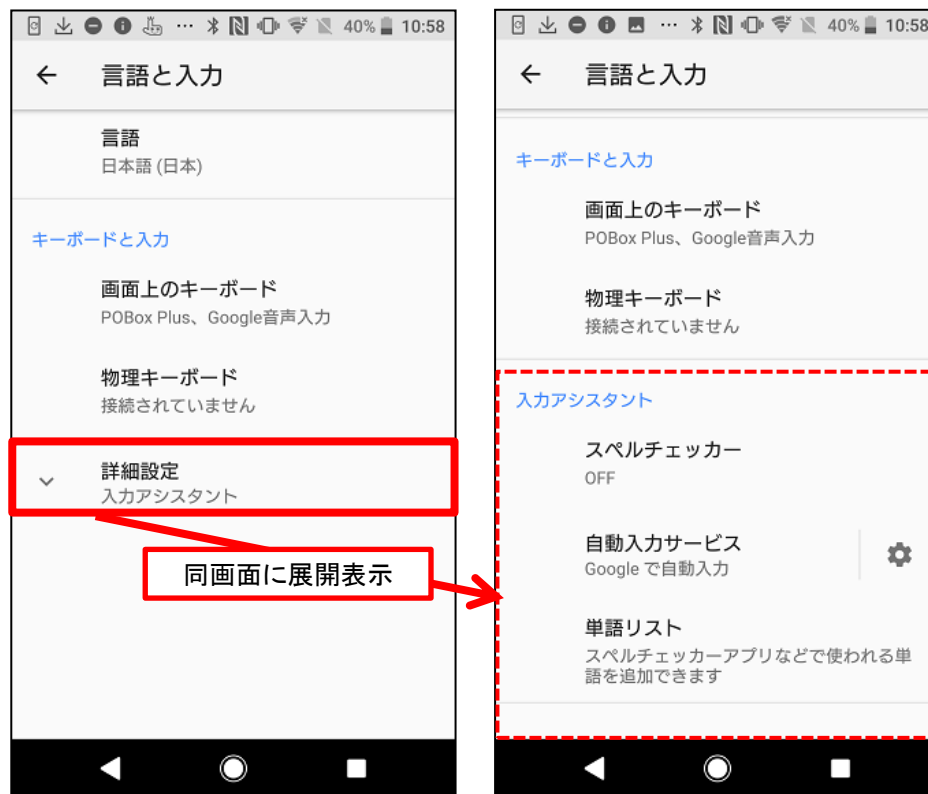 40% 10:58
言語と入力
言語
日本語 (日本)
キーボードと入力
画面上のキーボード
POBox Plus、Google音声入力
物理キーボード
接続されていません
詳細設定
入力アシスタント
同画面に展開表示
40% 10:58
言語と入力
キーボードと入力
画面上のキーボード
POBox Plus、Google音声入力
物理キーボード
接続されていません
入力アシスタント
スペルチェッカー
OFF
自動入力サービス
Google で自動入力
単語リスト
スペルチェッカーアプリなどで使われる単
語を追加できます